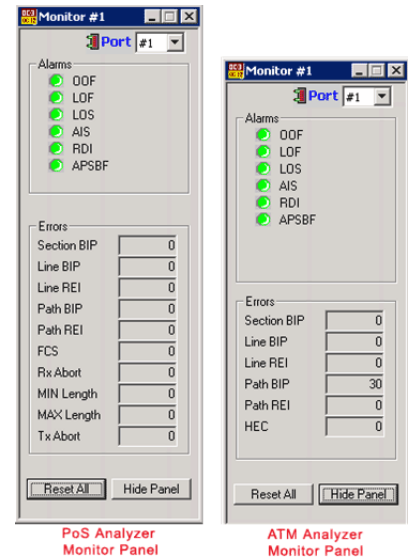 Monitor #1
Port #1
Alarms
OOF
LOF
LOS
AIS
RDI
APSBF
Errors
Section BIP 0
Line BIP 0
Line REI 0
Path BIP 0
Path REI 0
FCS 0
Rx Abort 0
MIN Length 0
MAX Length 0
Tx Abort 0
Reset All Hide Panel
PoS Analyzer
Monitor Panel
Monitor #1
Port #1
Alarms
OOF
LOF
LOS
AIS
RDI
APSBF
Errors
Section BIP 0
Line BIP 0
Line REI 0
Path BIP 30
Path REI 0
HEC 0
Reset All Hide Panel
ATM Analyzer
Monitor Panel